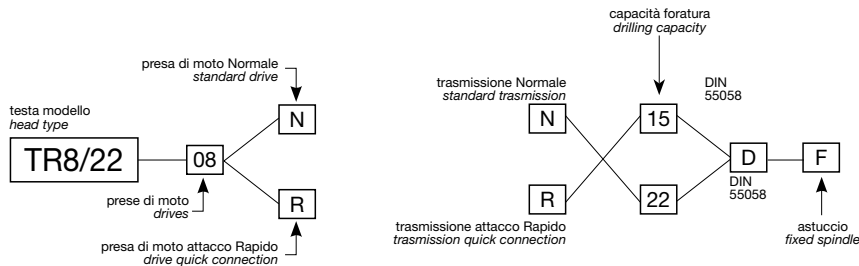 presa di moto Normale
standard drive
N
testa modello
head type
TR8/22
08
prese di moto
drives
R
presa di moto attacco Rapido
drive quick connection
capacità foratura
drilling capacity
trasmissione Normale
standard trasmission
DIN
55058
N
15
D
F
DIN
55058
R
22
trasmissione attacco Rapido
trasmission quick connection
astuccio
fixed spindle